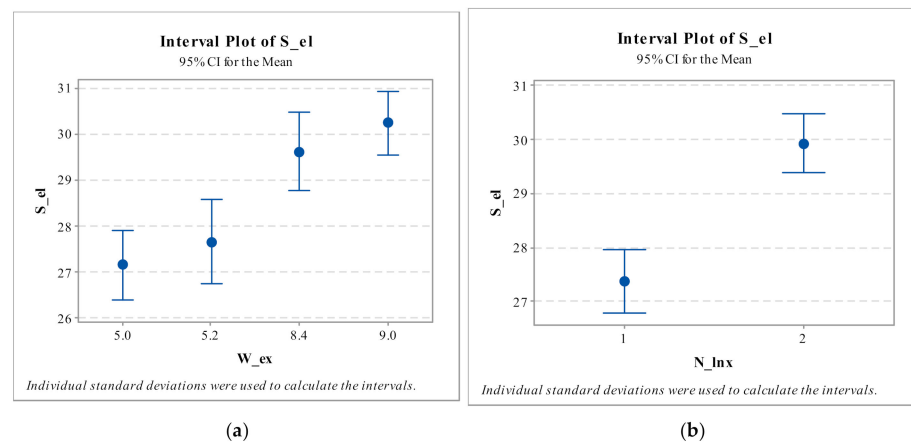 Interval Plot of S_el
95% CI for the Mean
31
30
29
28
27
26
S_el
5.0 5.2 8.4 9.0
W_ex
Individual standard deviations were used to calculate the intervals.
(a)
Interval Plot of S_el
95% CI for the Mean
31
30
29
28
27
S_el
1 2
N_lnx
Individual standard deviations were used to calculate the intervals.
(b)